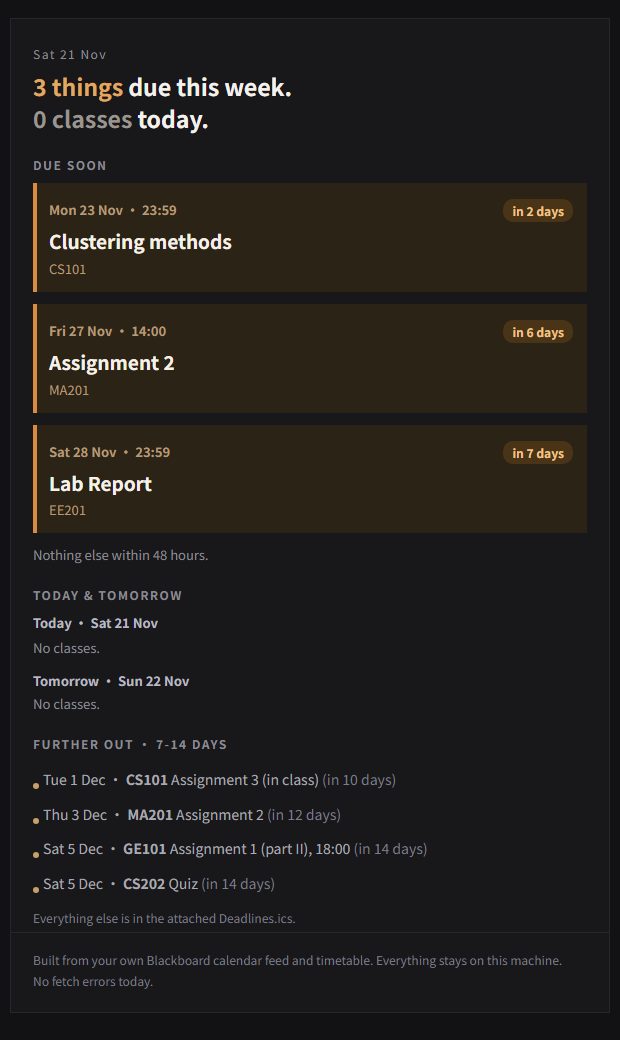 Sat 21 Nov
3 things due this week.
0 classes today.
DUE SOON
Mon 23 Nov • 23:59
in 2 days
Clustering methods
CS101
Fri 27 Nov • 14:00
in 6 days
Assignment 2
MA201
Sat 28 Nov • 23:59
in 7 days
Lab Report
EE201
Nothing else within 48 hours.
TODAY & TOMORROW
Today • Sat 21 Nov
No classes.
Tomorrow • Sun 22 Nov
No classes.
FURTHER OUT • 7-14 DAYS
Tue 1 Dec • CS101 Assignment 3 (in class) (in 10 days)
Thu 3 Dec • MA201 Assignment 2 (in 12 days)
Sat 5 Dec • GE101 Assignment 1 (part II), 18:00 (in 14 days)
Sat 5 Dec • CS202 Quiz (in 14 days)
Everything else is in the attached Deadlines.ics.
Built from your own Blackboard calendar feed and timetable. Everything stays on this machine.
No fetch errors today.